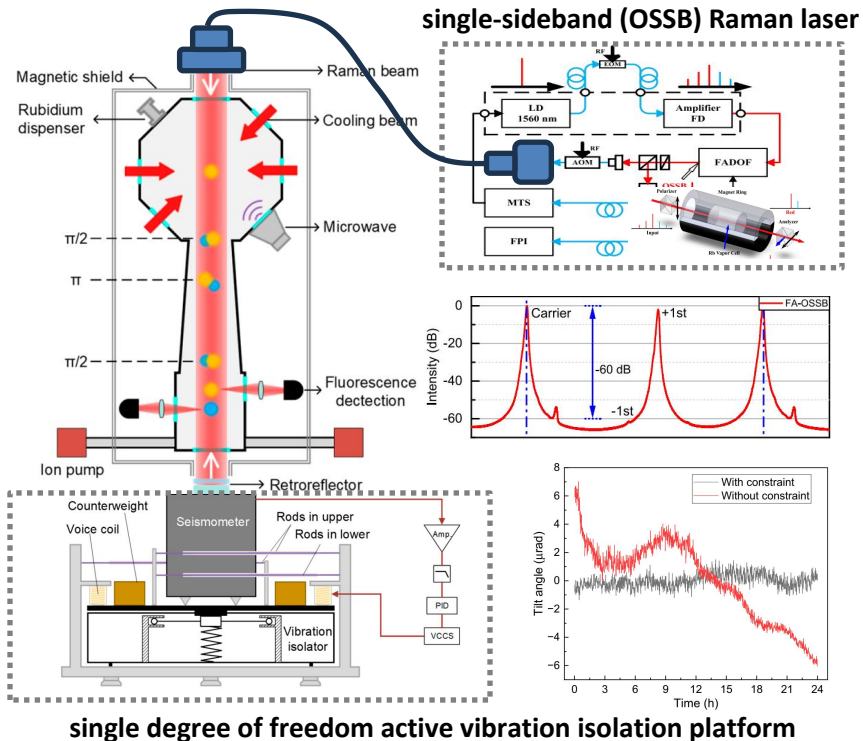 single-sideband (OSSB) Raman laser
Magnetic shield
Raman beam
Rubidium
dispenser
Cooling beam
Microwave
π/2
π
π/2
Fluorescence
dectection
Ion pump
Retroreflector
RF
EOM
LD
1560 nm
Amplifier
FD
RF
AOM
FADOF
OSSB
MTS
FPI
Magnet Ring
Polarizer
Input
Rb Vapor Cell
Red
Analyzer
FA-OSSB
Carrier
+1st
-60 dB
-1st
Intensity (dB)
0
-20
-40
-60
Counterweight
Voice coil
Seismometer
Rods in upper
Rods in lower
Vibration
isolator
Amp.
PID
VCCS
With constraint
Without constraint
Tilt angle (μrad)
8
6
4
2
0
−2
−4
−6
0
3
6
9
12
15
18
21
24
Time (h)
single degree of freedom active vibration isolation platform